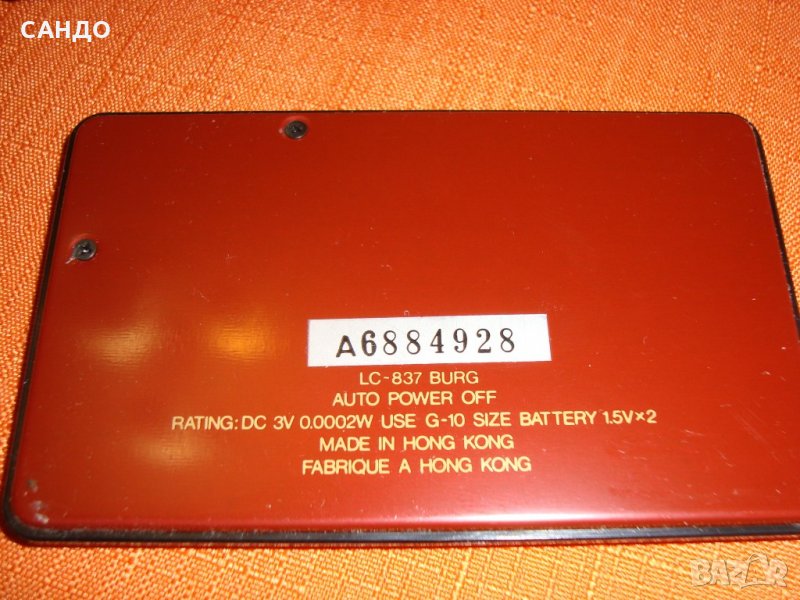 САНДО
A6884928
LC-837 BURG
AUTO POWER OFF
RATING: DC 3V 0.0002W USE G-10 SIZE BATTERY 1.5V×2
MADE IN HONG KONG
FABRIQUE A HONG KONG
BAZAR